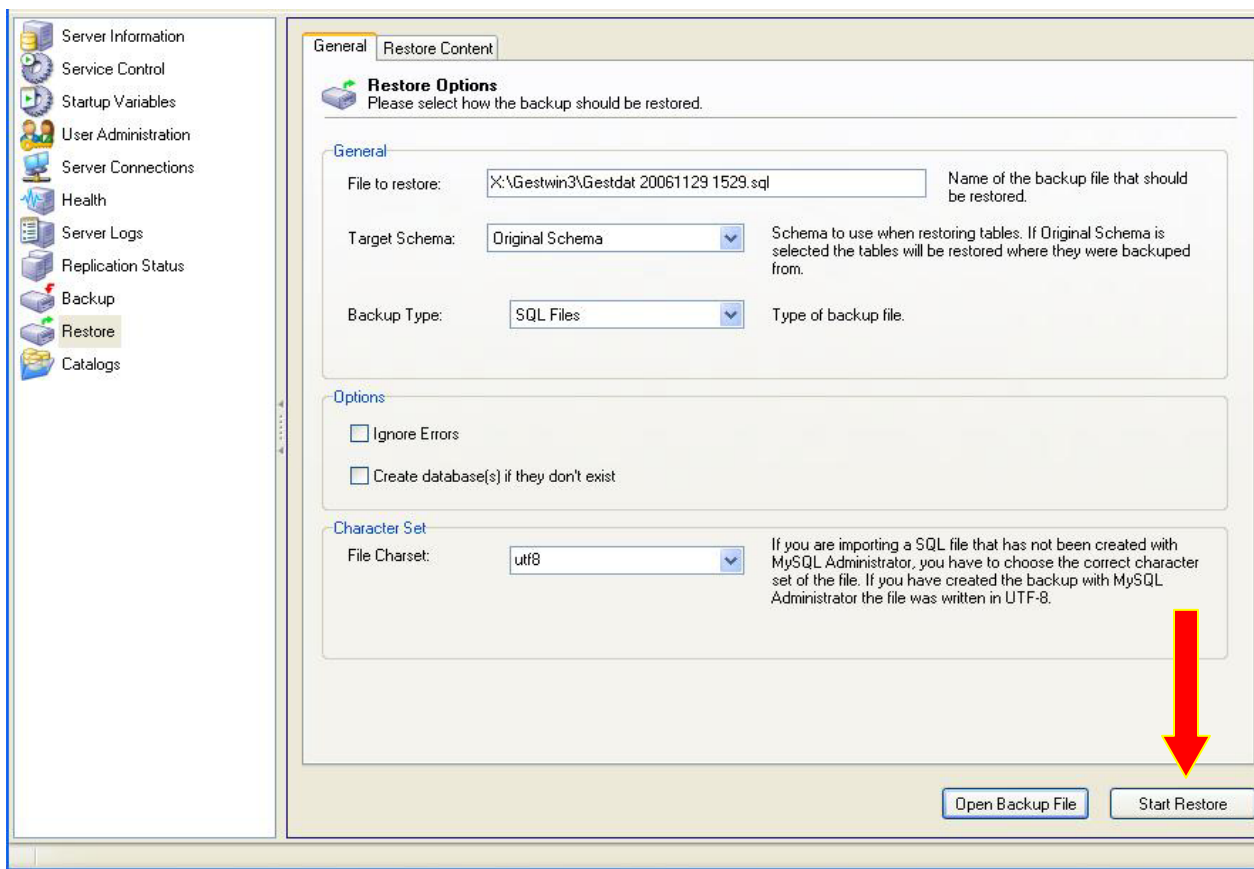 Server Information
Service Control
Startup Variables
User Administration
Server Connections
Health
Server Logs
Replication Status
Backup
Restore
Catalogs
General
Restore Content
Restore Options
Please select how the backup should be restored.
General
File to restore:
X:\Gestwin3\Gestdat 20061129 1529.sql
Name of the backup file that should
be restored.
Target Schema:
Original Schema
Schema to use when restoring tables. If Original Schema is
selected the tables will be restored where they were backuped
from.
Backup Type:
SQL Files
Type of backup file.
Options
Ignore Errors
Create database(s) if they don't exist
Character Set
File Charset:
utf8
If you are importing a SQL file that has not been created with
MySQL Administrator, you have to choose the correct character
set of the file. If you have created the backup with MySQL
Administrator the file was written in UTF-8.
Open Backup File
Start Restore